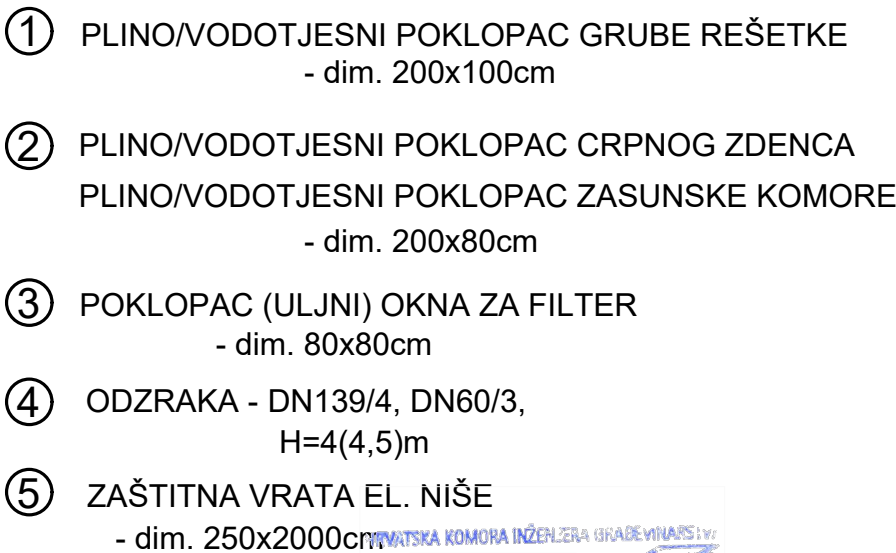 1 PLINO/VODOTJESNI POKLOPAC GRUBE REŠETKE
- dim. 200x100cm
2 PLINO/VODOTJESNI POKLOPAC CRPNOG ZDENCA
PLINO/VODOTJESNI POKLOPAC ZASUNSKE KOMORE
- dim. 200x80cm
3 POKLOPAC (ULJNI) OKNA ZA FILTER
- dim. 80x80cm
4 ODZRAKA - DN139/4, DN60/3,
H=4(4,5)m
5 ZAŠTITNA VRATA EL. NIŠE
- dim. 250x2000cm
HRVATSKA KOMORA INŽENJERA GRAĐEVINARSTVA